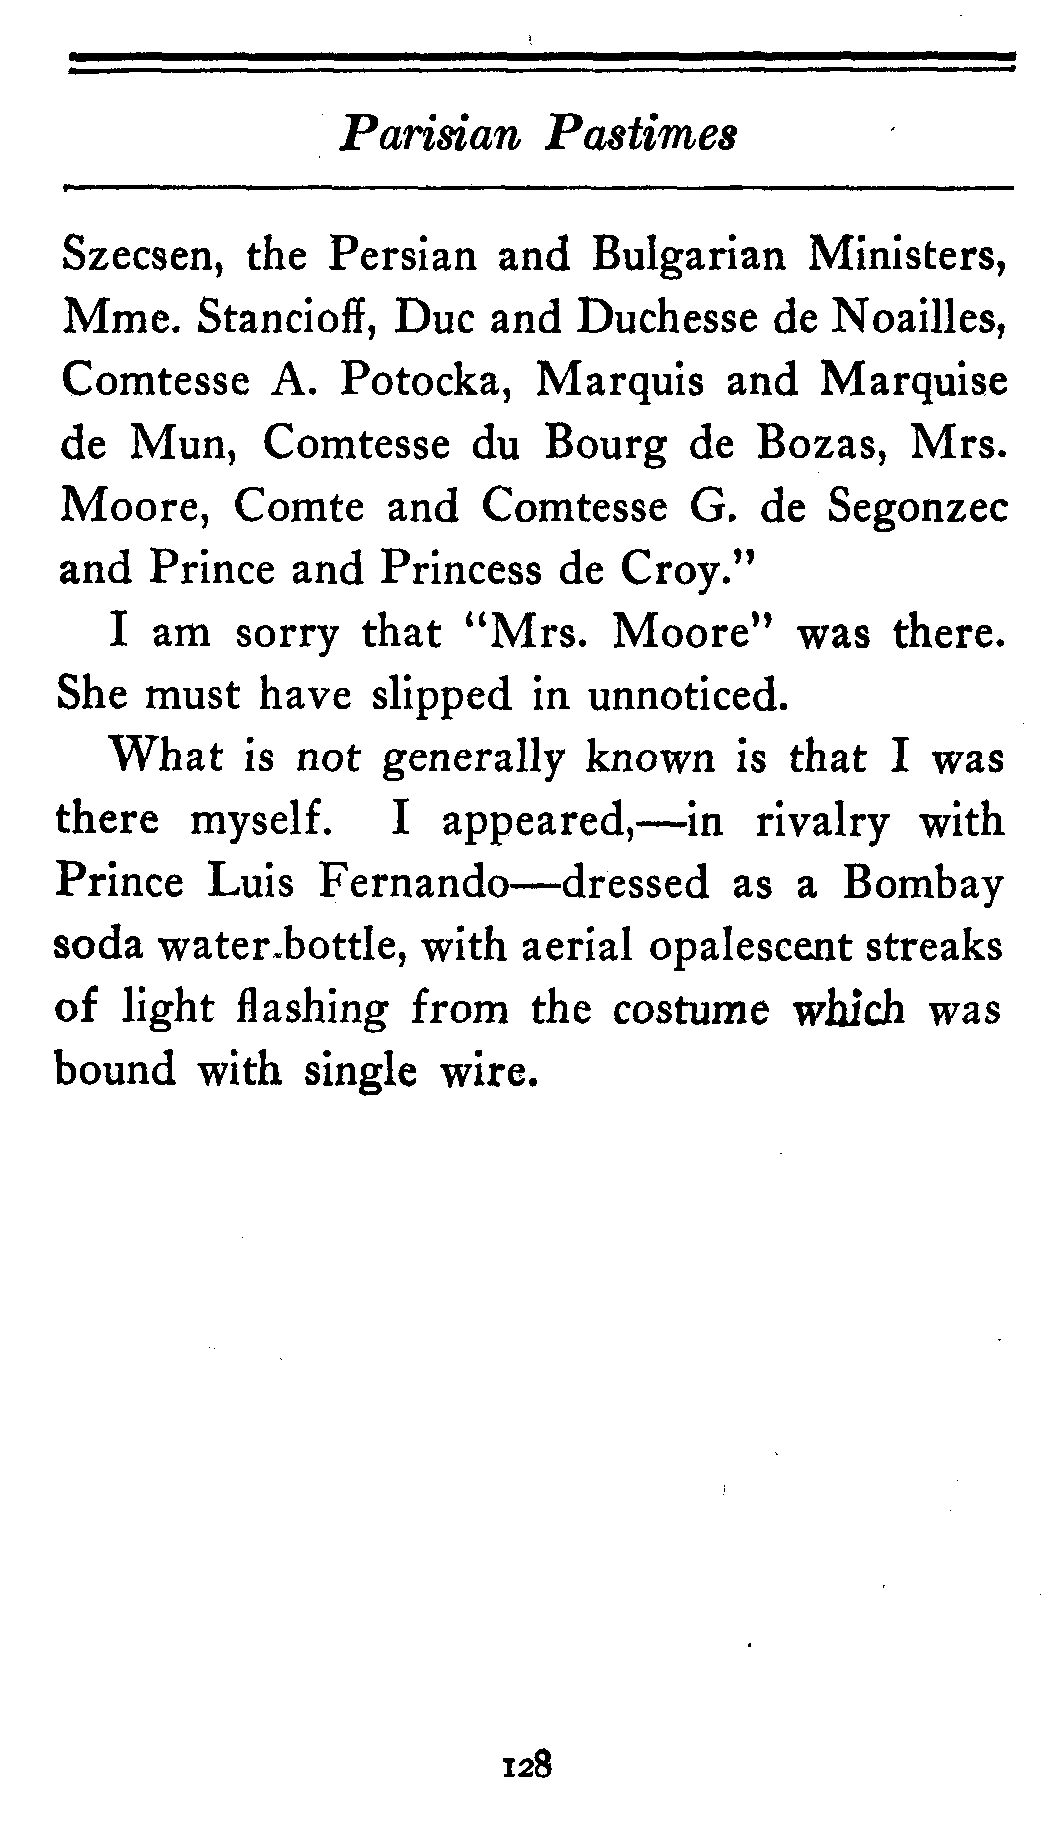 Parisian Pastimes
Szecsen, the Persian and Bulgarian Ministers,
Mme. Stancioff, Duc and Duchesse de Noailles,
Comtesse A. Potocka, Marquis and Marquise
de Mun, Comtesse du Bourg de Bozas, Mrs.
Moore, Comte and Comtesse G. de Segonzec
and Prince and Princess de Croy."
I am sorry that "Mrs. Moore" was there.
She must have slipped in unnoticed.
What is not generally known is that I was
there myself. I appeared,—in rivalry with
Prince Luis Fernando—dressed as a Bombay
soda water-bottle, with aerial opalescent streaks
of light flashing from the costume which was
bound with single wire.
128